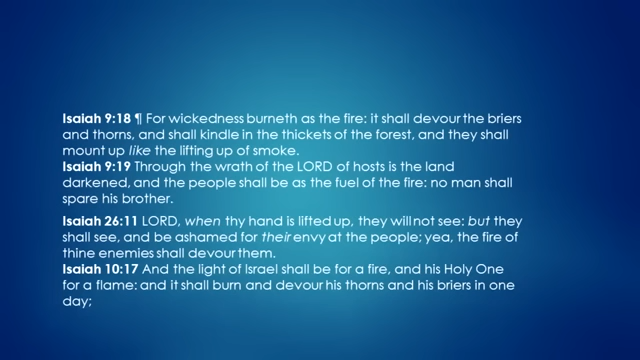 Isaiah 9:18 ¶ For wickedness burneth as the fire: it shall devour the briers
and thorns, and shall kindle in the thickets of the forest, and they shall
mount up like the lifting up of smoke.
Isaiah 9:19 Through the wrath of the LORD of hosts is the land
darkened, and the people shall be as the fuel of the fire: no man shall
spare his brother.
Isaiah 26:11 LORD, when thy hand is lifted up, they will not see: but they
shall see, and be ashamed for their envy at the people; yea, the fire of
thine enemies shall devour them.
Isaiah 10:17 And the light of Israel shall be for a fire, and his Holy One
for a flame: and it shall burn and devour his thorns and his briers in one
day;